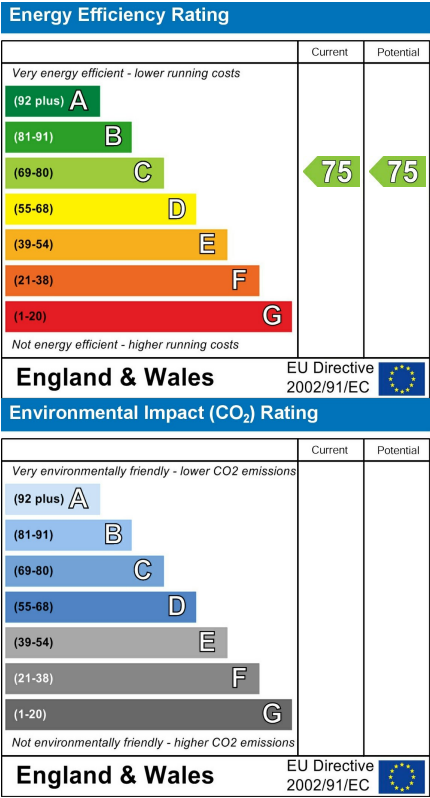 Energy Efficiency Rating
Current Potential
Very energy efficient - lower running costs
(92 plus) A
(81-91) B
(69-80) C 75 75
(55-68) D
(39-54) E
(21-38) F
(1-20) G
Not energy efficient - higher running costs
England & Wales EU Directive 2002/91/EC
Environmental Impact (CO₂) Rating
Current Potential
Very environmentally friendly - lower CO2 emissions
(92 plus) A
(81-91) B
(69-80) C
(55-68) D
(39-54) E
(21-38) F
(1-20) G
Not environmentally friendly - higher CO2 emissions
England & Wales EU Directive 2002/91/EC